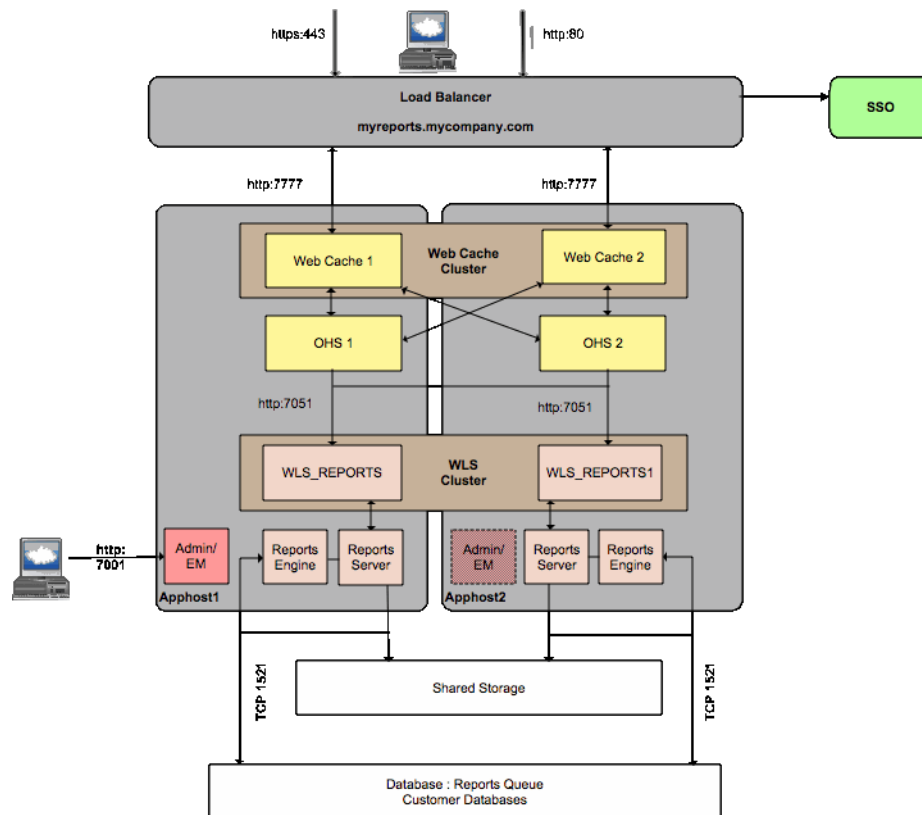 https:443
http:80
Load Balancer
myreports.mycompany.com
SSO
http:7777
http:7777
Web Cache 1
Web Cache
Cluster
Web Cache 2
OHS 1
OHS 2
http:7051
http:7051
WLS_REPORTS
WLS
Cluster
WLS_REPORTS1
http:
7001
Admin/
EM
Reports
Engine
Reports
Server
Admin/
EM
Reports
Server
Reports
Engine
Apphost1
Apphost2
TCP 1521
Shared Storage
TCP 1521
Database : Reports Queue
Customer Databases